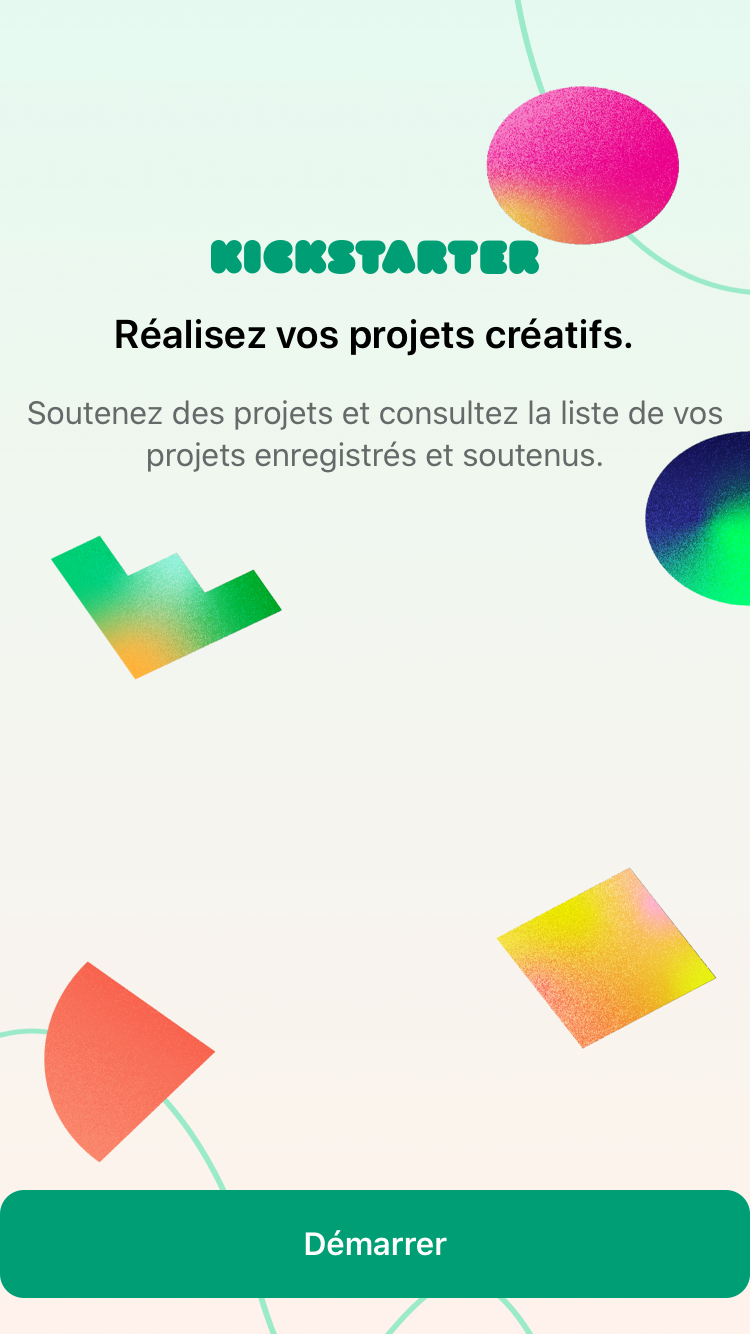 KICKSTARTER
Réalisez vos projets créatifs.
Soutenez des projets et consultez la liste de vos
projets enregistrés et soutenus.
Démarrer